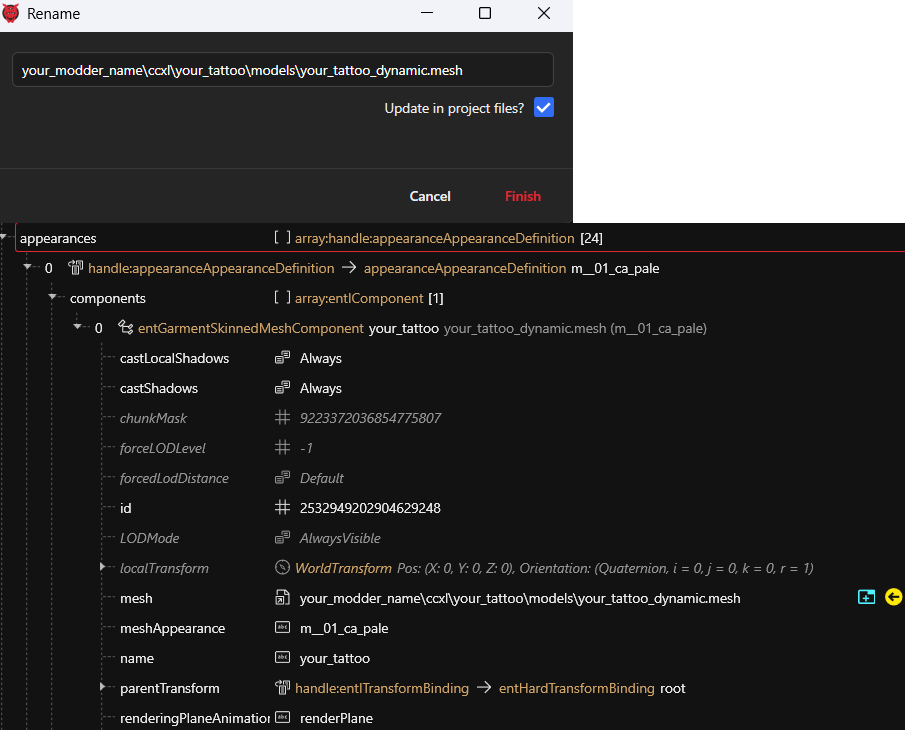 Rename
your_modder_name\ccxl\your_tattoo\models\your_tattoo_dynamic.mesh
Update in project files?
Cancel Finish
appearances [ ] array:handle:appearanceAppearanceDefinition [24]
0 handle:appearanceAppearanceDefinition → appearanceAppearanceDefinition m__01_ca_pale
components [ ] array:entIComponent [1]
0 entGarmentSkinnedMeshComponent your_tattoo your_tattoo_dynamic.mesh (m__01_ca_pale)
castLocalShadows Always
castShadows Always
chunkMask 9223372036854775807
forceLODLevel -1
forcedLodDistance Default
id 2532949202904629248
LODMode AlwaysVisible
localTransform WorldTransform Pos: (X: 0, Y: 0, Z: 0), Orientation: (Quaternion, i = 0, j = 0, k = 0, r = 1)
mesh your_modder_name\ccxl\your_tattoo\models\your_tattoo_dynamic.mesh
meshAppearance abc m__01_ca_pale
name abc your_tattoo
parentTransform handle:entITransformBinding → entHardTransformBinding root
renderingPlaneAnimation abc renderPlane